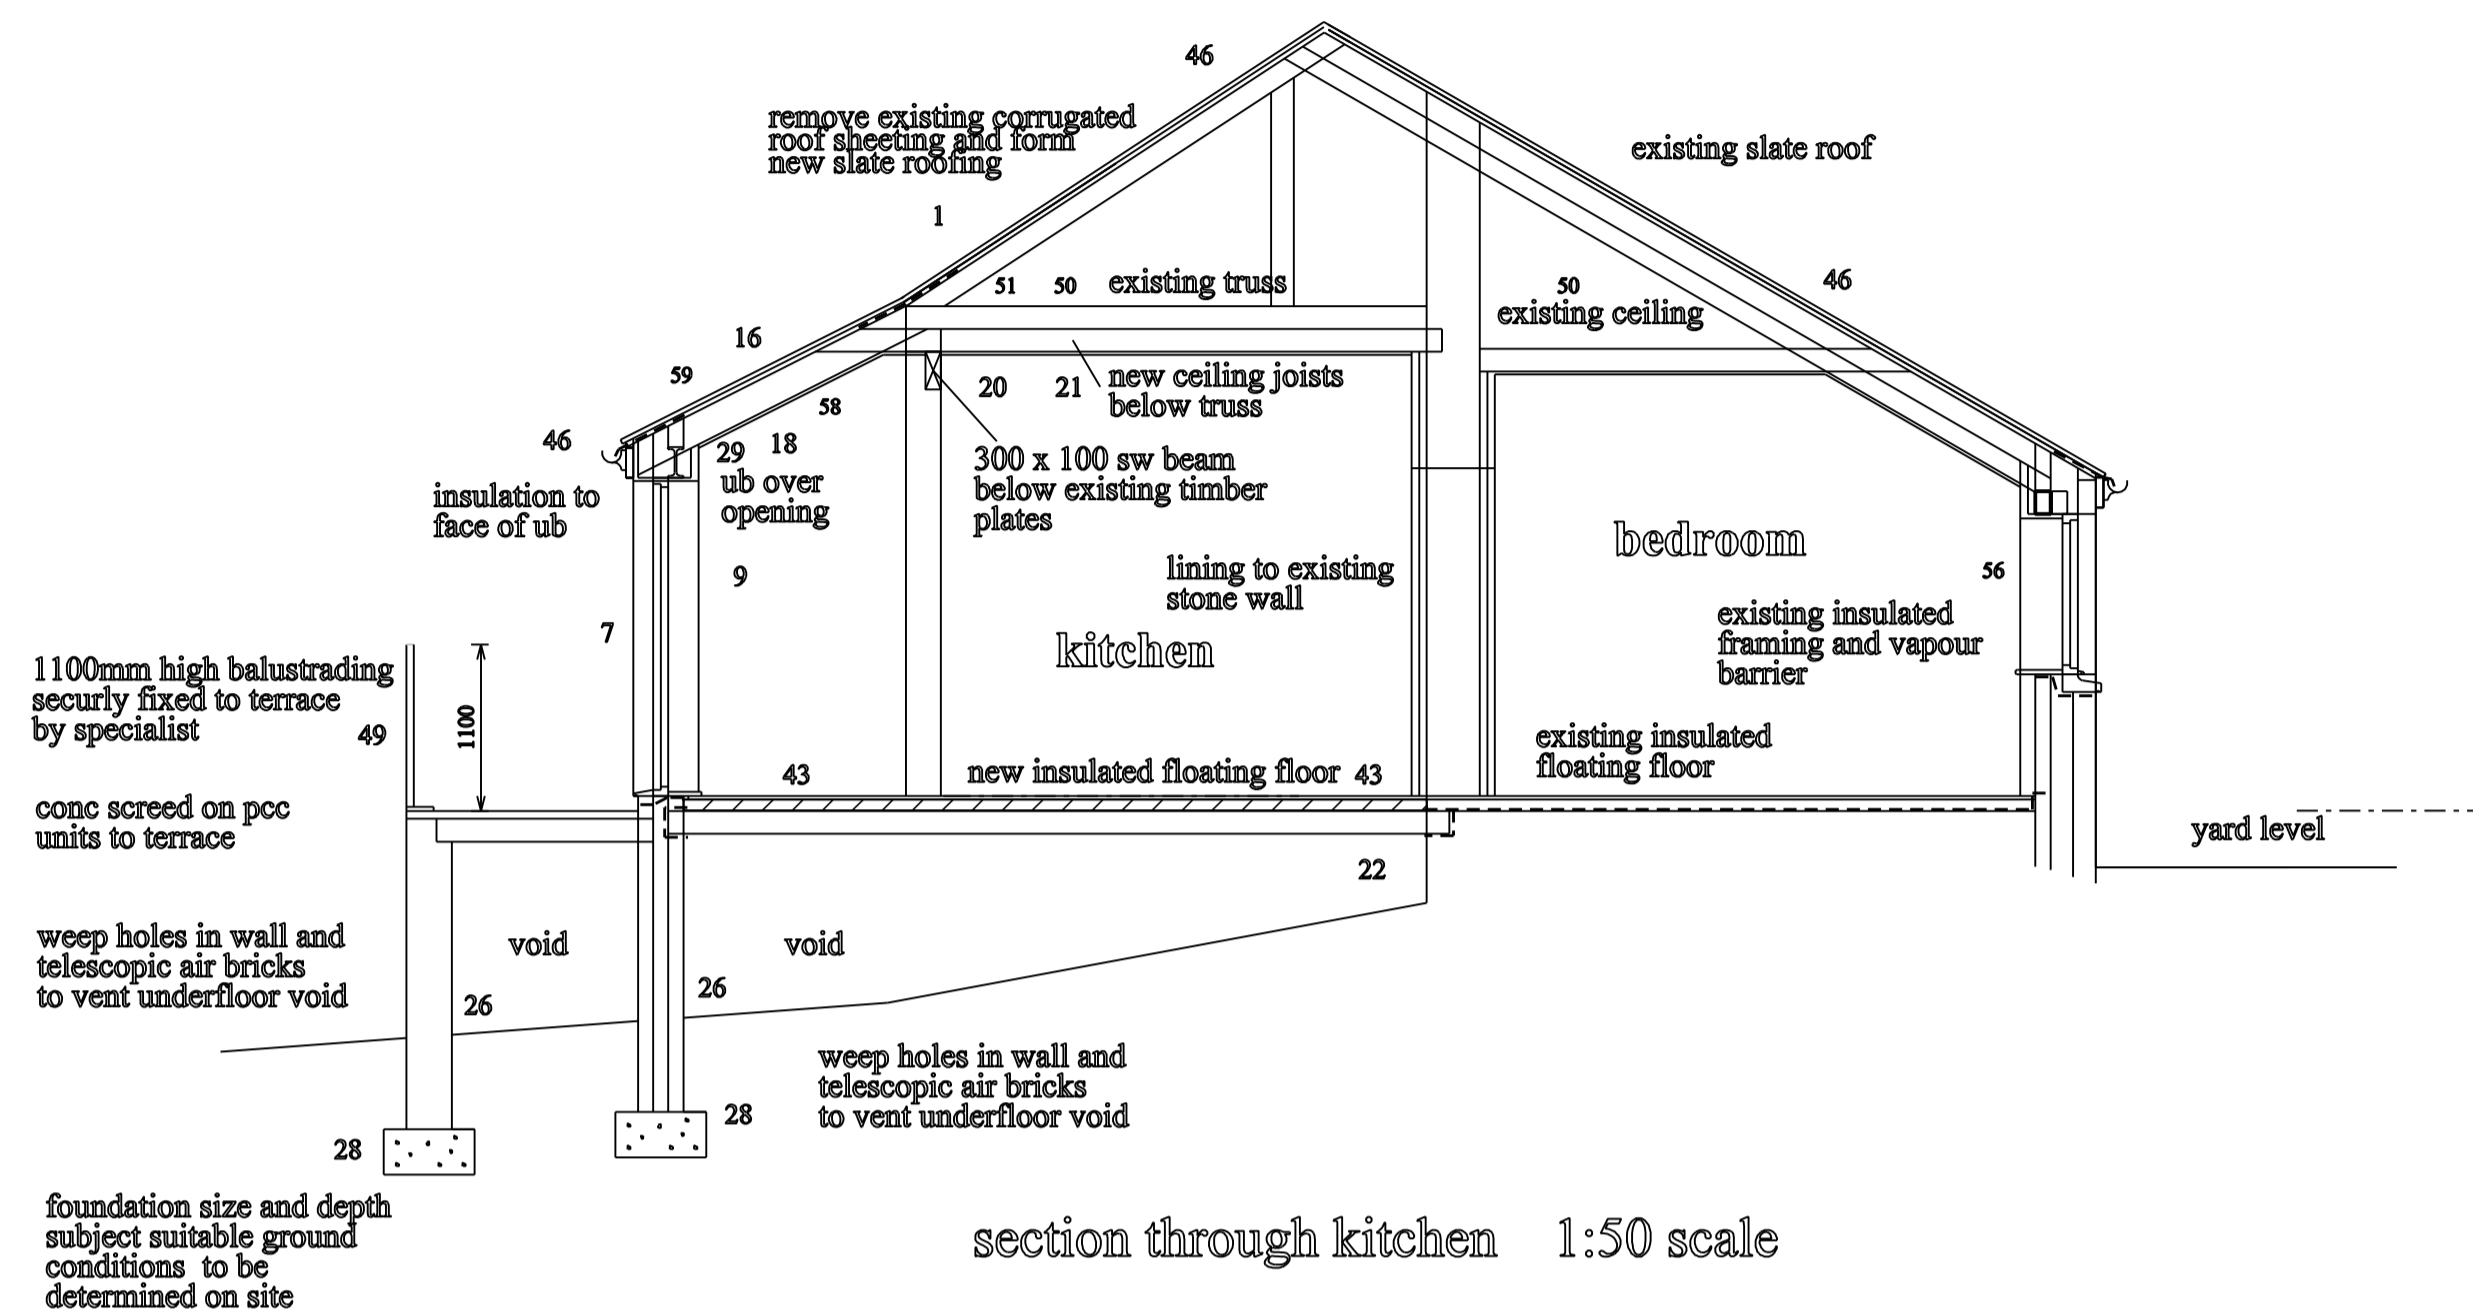 46
remove existing corrugated
roof sheeting and form
new slate roofing
existing slate roof
1
51 50 existing truss
50
existing ceiling
46
16
59
58
20 21
new ceiling joists
below truss
46
29 18
ub over
opening
300 x 100 sw beam
below existing timber
plates
insulation to
face of ub
bedroom
9
lining to existing
stone wall
56
7
kitchen
existing insulated
framing and vapour
barrier
1100mm high balustrading
securly fixed to terrace
by specialist
49
1100
43
new insulated floating floor 43
existing insulated
floating floor
conc screed on pcc
units to terrace
yard level
22
weep holes in wall and
telescopic air bricks
to vent underfloor void
void
void
26
26
weep holes in wall and
telescopic air bricks
to vent underfloor void
28
28
foundation size and depth
subject suitable ground
conditions to be
determined on site
section through kitchen 1:50 scale